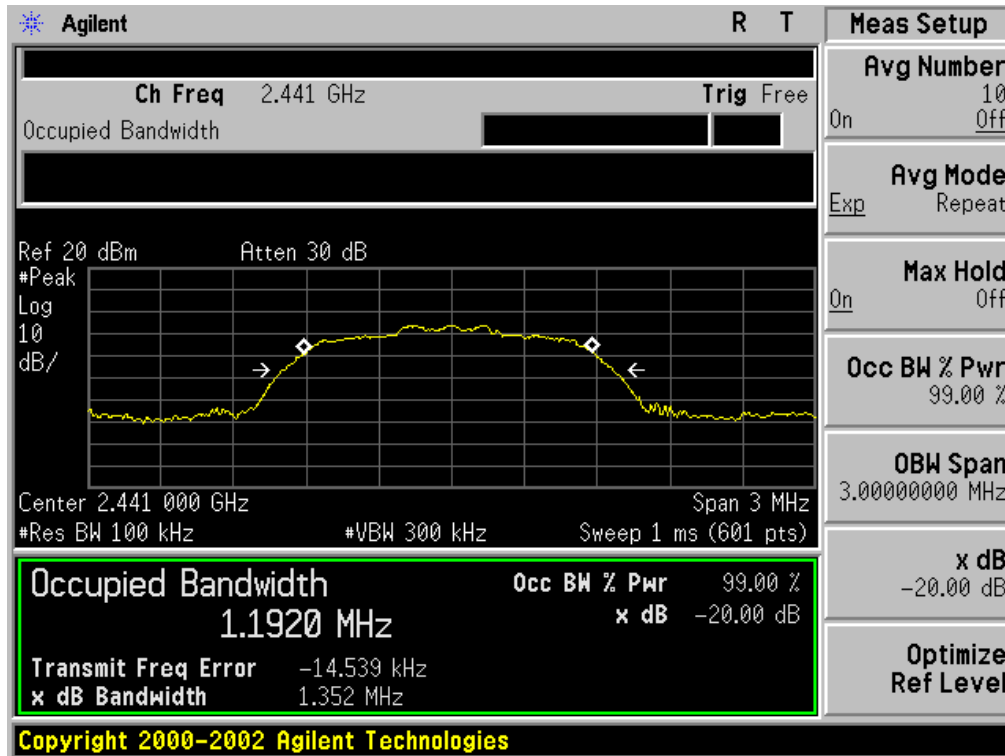 Agilent R T
Meas Setup
Ch Freq 2.441 GHz Trig Free
Occupied Bandwidth
Ref 20 dBm Atten 30 dB
#Peak
Log
10
dB/
Center 2.441 000 GHz Span 3 MHz
#Res BW 100 kHz #VBW 300 kHz Sweep 1 ms (601 pts)
Occupied Bandwidth
1.1920 MHz
Occ BW % Pwr 99.00 %
x dB -20.00 dB
Transmit Freq Error -14.539 kHz
x dB Bandwidth 1.352 MHz
Avg Number
10
On Off
Avg Mode
Exp Repeat
Max Hold
On Off
Occ BW % Pwr
99.00 %
OBW Span
3.00000000 MHz
x dB
-20.00 dB
Optimize
Ref Level
Copyright 2000-2002 Agilent Technologies